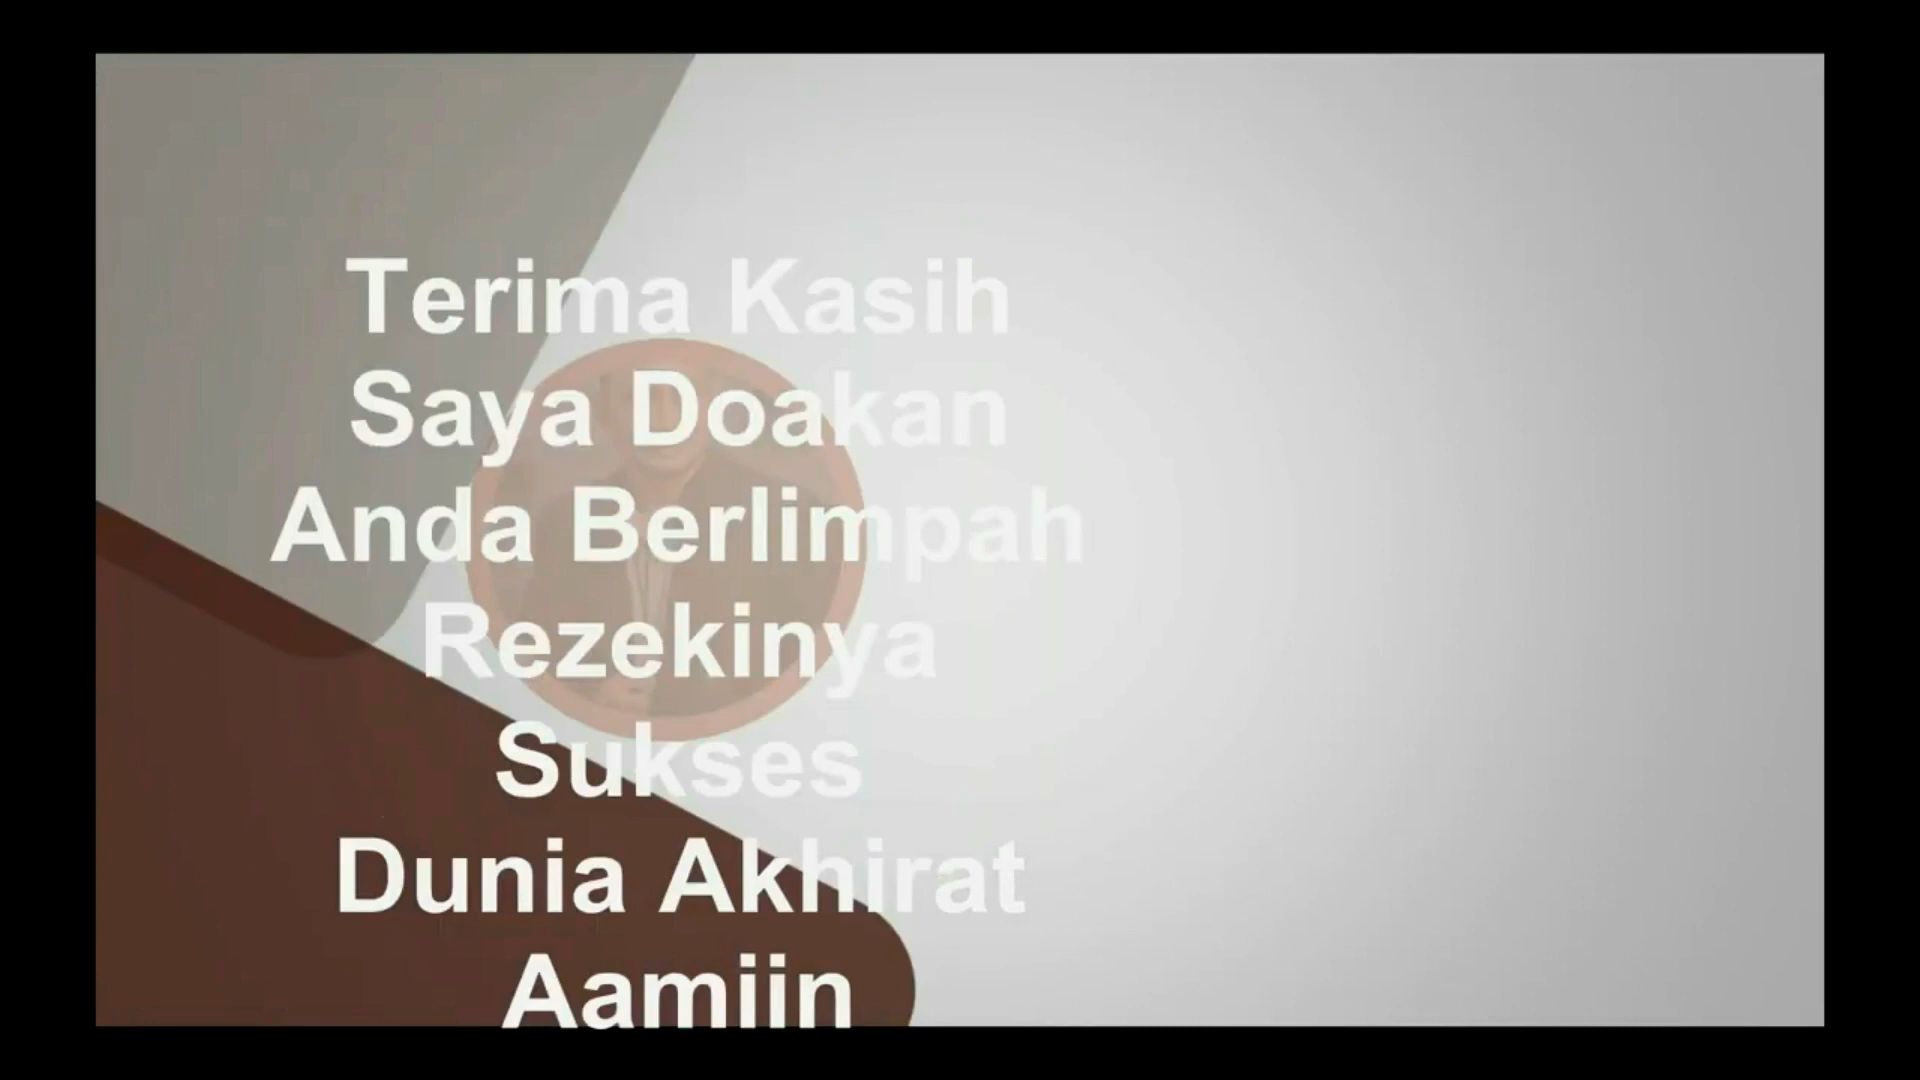 Terima Kasih
Saya Doakan
Anda Berlimpah
Rezekinya
Sukses
Dunia Akhirat
Aamiin